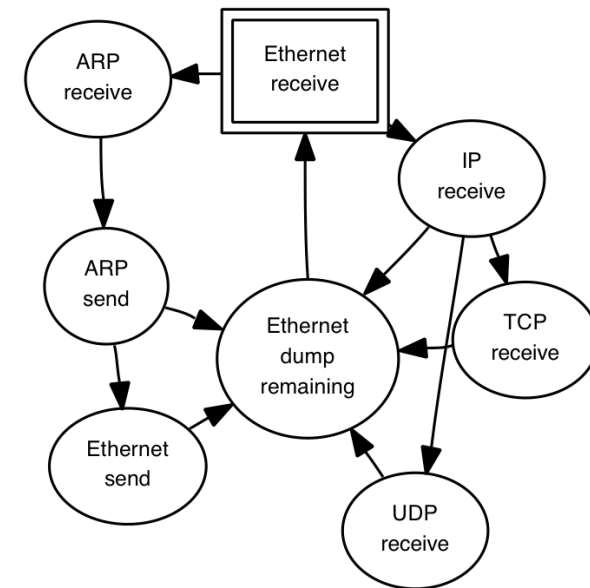 ARP
receive
Ethernet
receive
IP
receive
ARP
send
Ethernet
dump
remaining
TCP
receive
Ethernet
send
UDP
receive